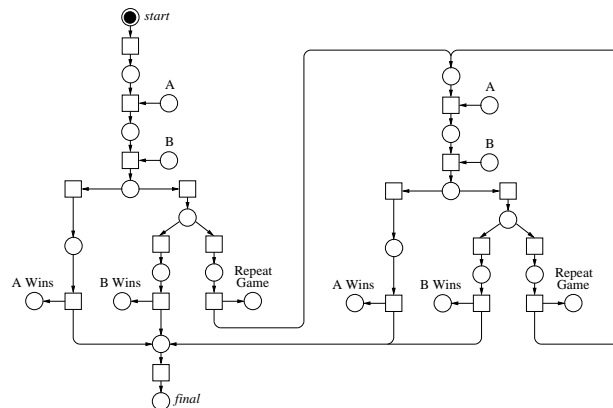 start
A
B
A Wins
B Wins
Repeat
Game
final
A
B
A Wins
B Wins
Repeat
Game